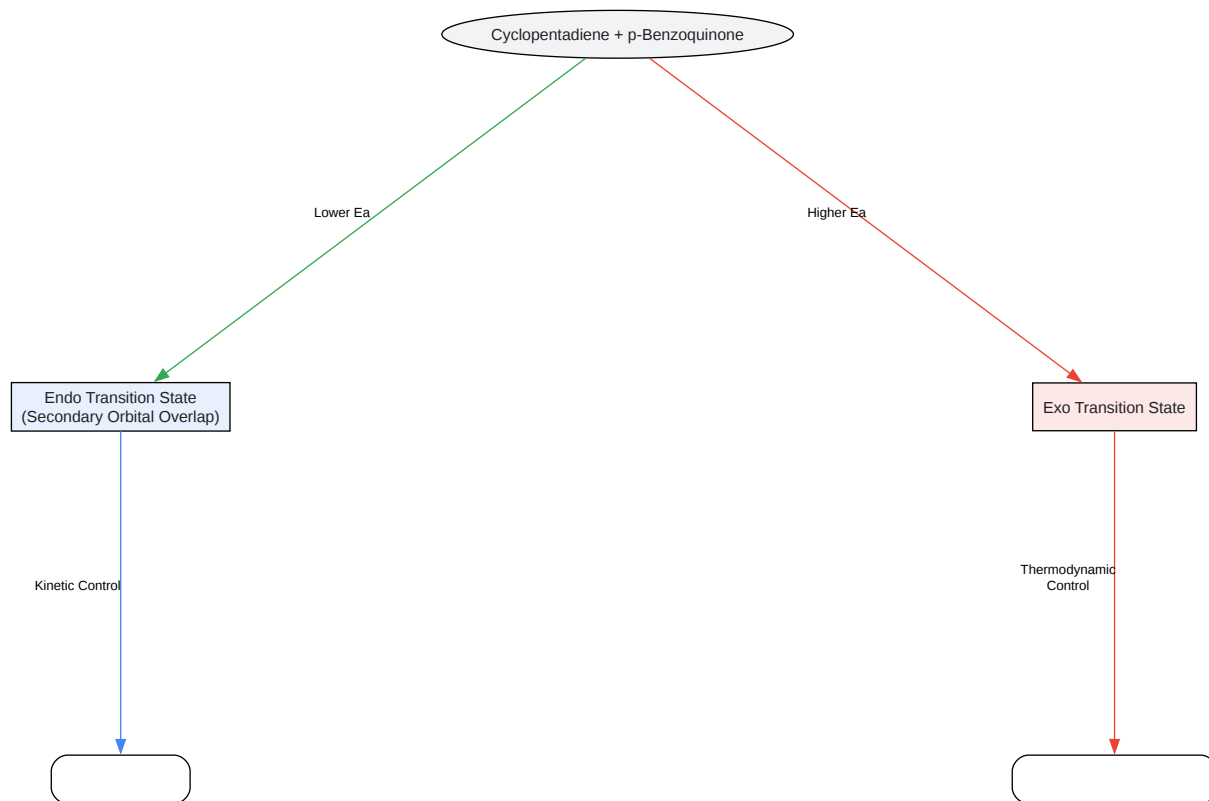 Cyclopentadiene + p-Benzoquinone
Lower Ea
Higher Ea
Endo Transition State
(Secondary Orbital Overlap)
Exo Transition State
Kinetic Control
Thermodynamic
Control